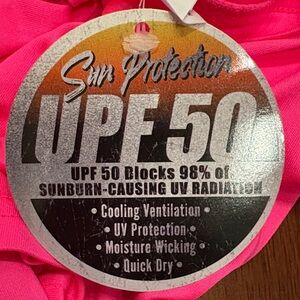 Sun Protection
UPF 50
UPF 50 Blocks 98% of
SUNBURN-CAUSING UV RADIATION
• Cooling Ventilation •
• UV Protection •
• Moisture Wicking •
• Quick Dry •